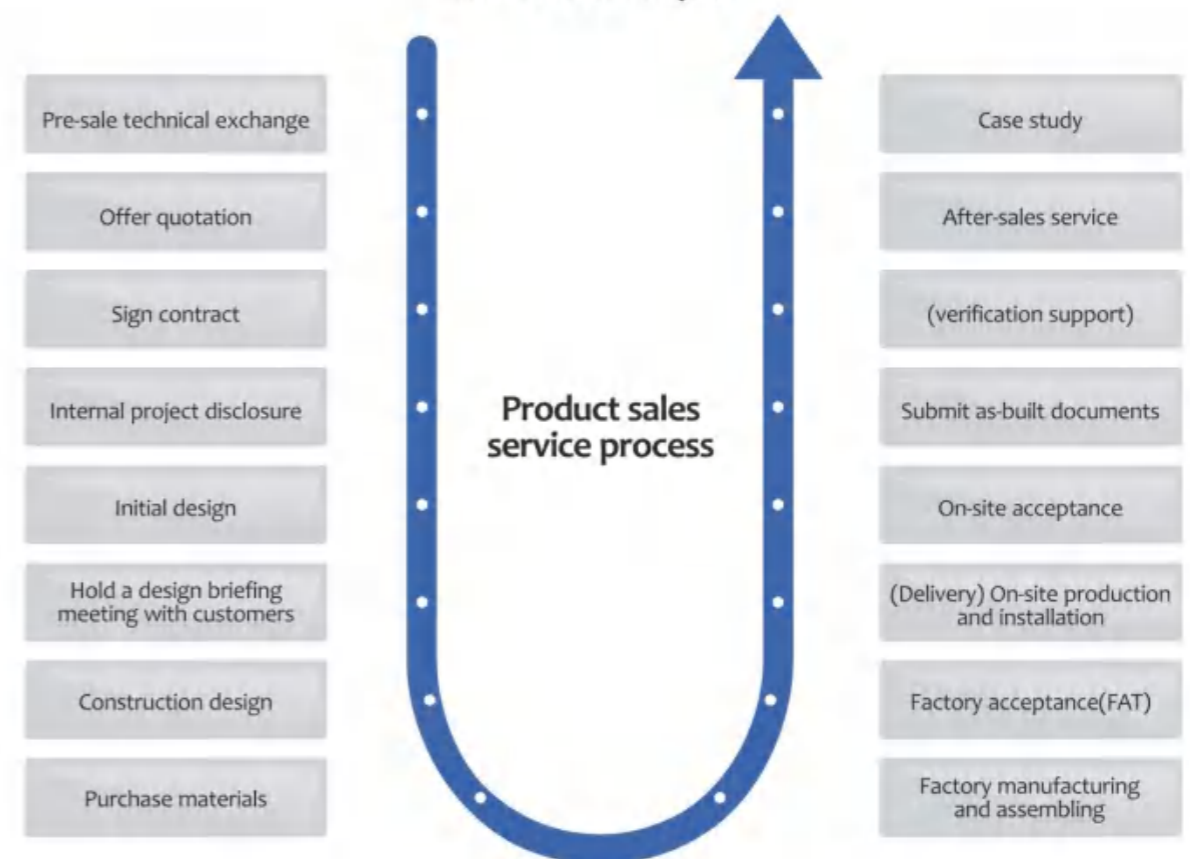 Pre-sale technical exchange
Offer quotation
Sign contract
Internal project disclosure
Initial design
Hold a design briefing
meeting with customers
Construction design
Purchase materials
Product sales
service process
Case study
After-sales service
(verification support)
Submit as-built documents
On-site acceptance
(Delivery) On-site production
and installation
Factory acceptance(FAT)
Factory manufacturing
and assembling